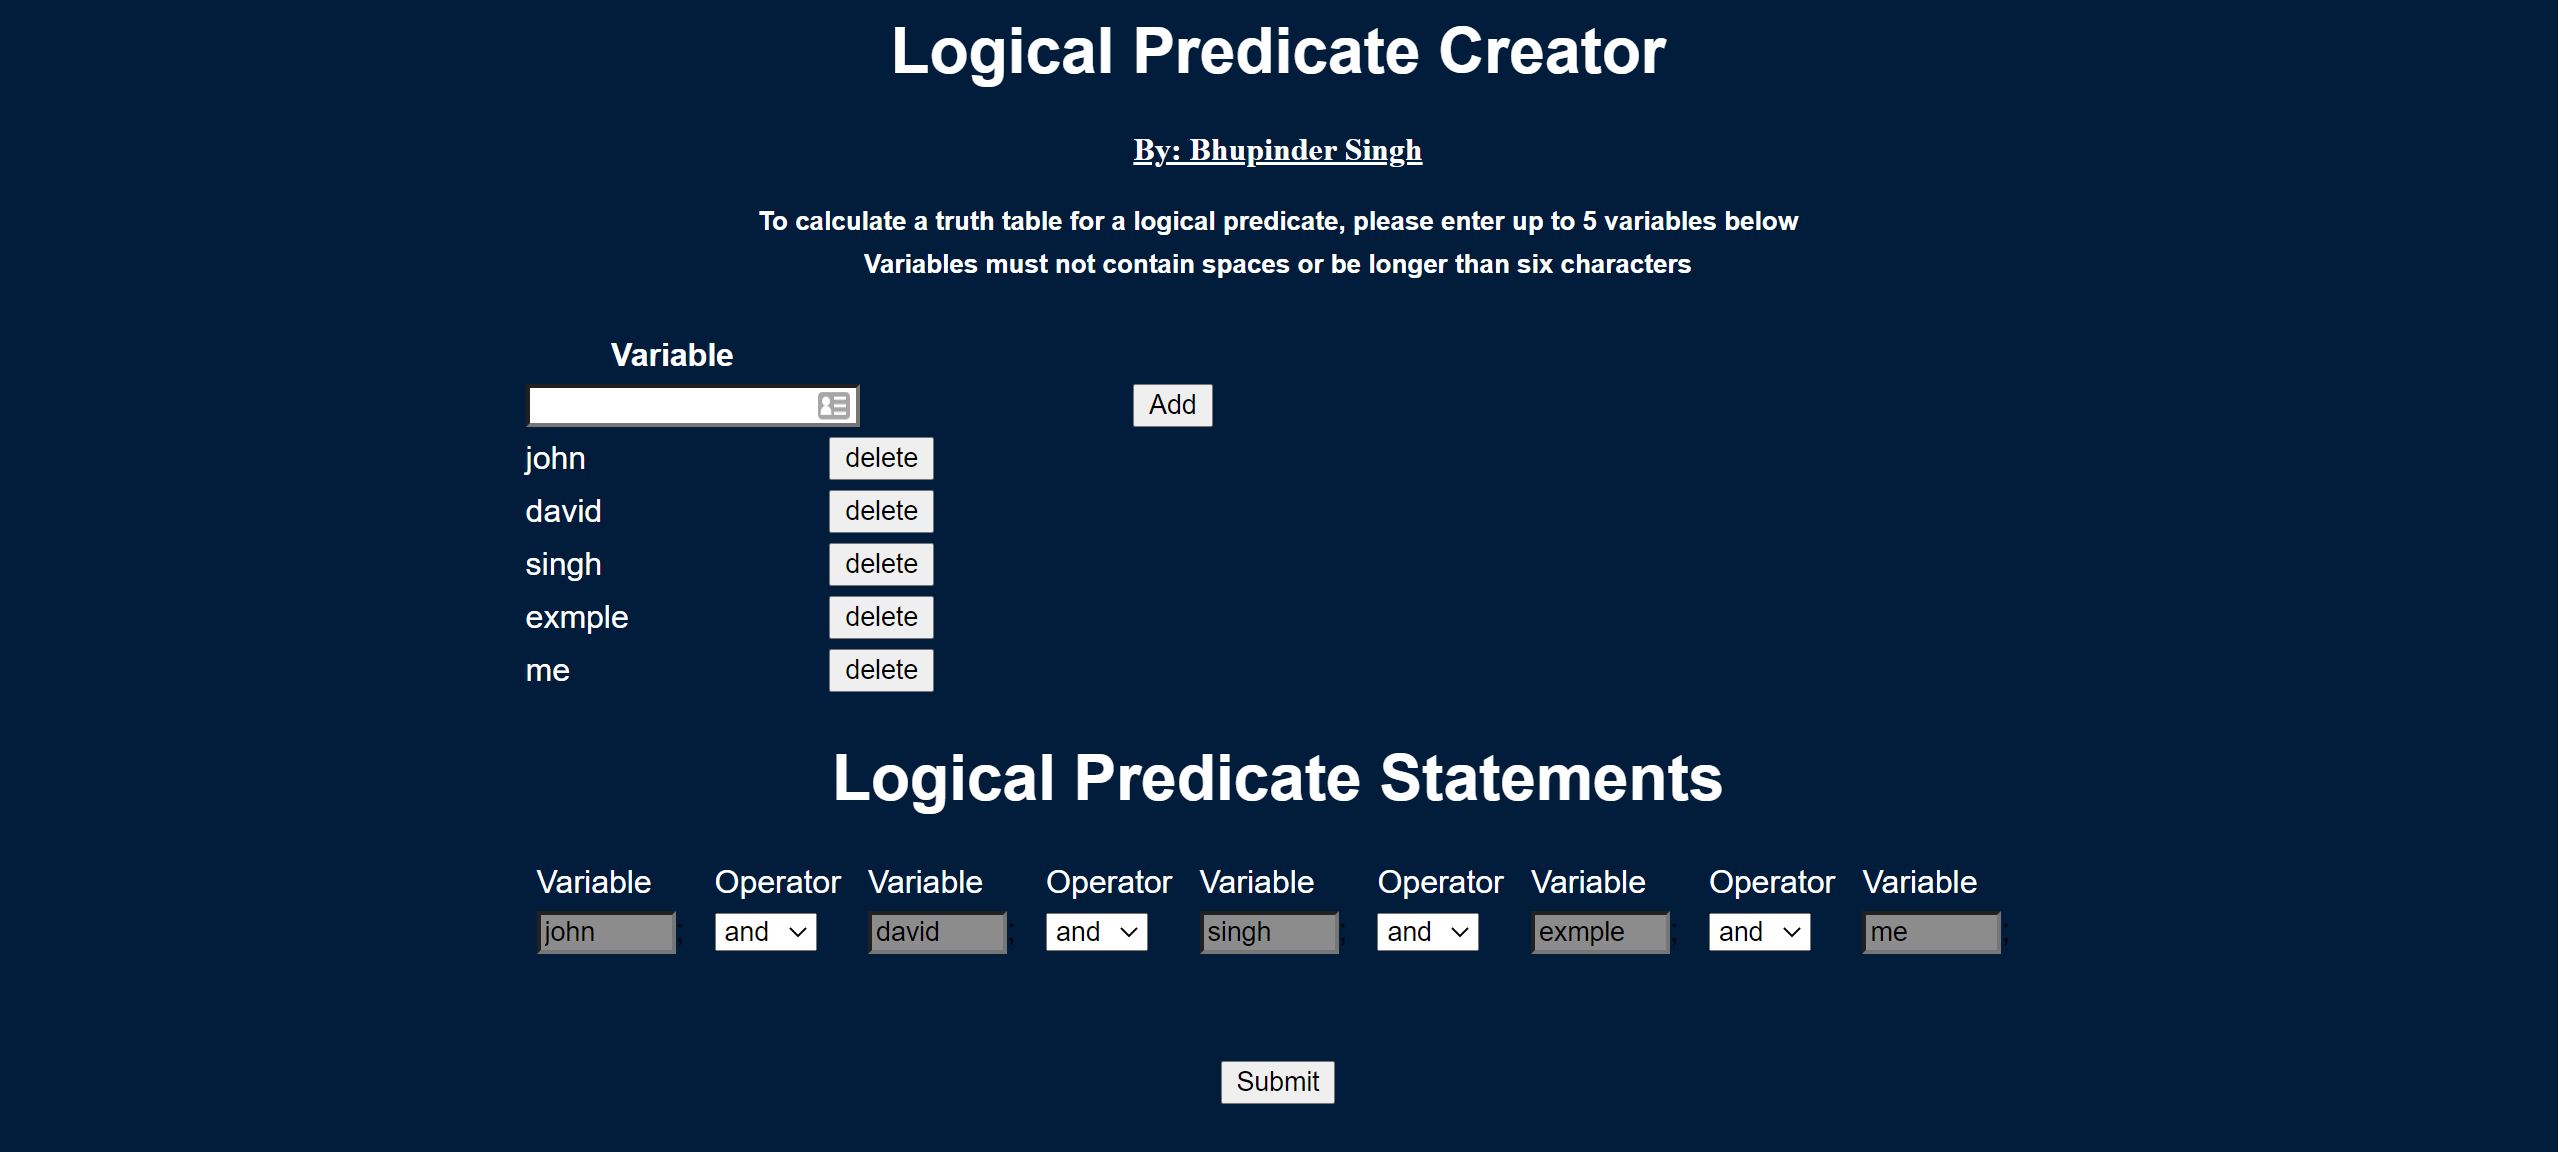 Logical Predicate Creator
By: Bhupinder Singh
To calculate a truth table for a logical predicate, please enter up to 5 variables below
Variables must not contain spaces or be longer than six characters
Variable
Add
john delete
david delete
singh delete
exmple delete
me delete
Logical Predicate Statements
Variable Operator Variable Operator Variable Operator Variable Operator Variable
john ; and david ; and singh ; and exmple ; and me ;
Submit